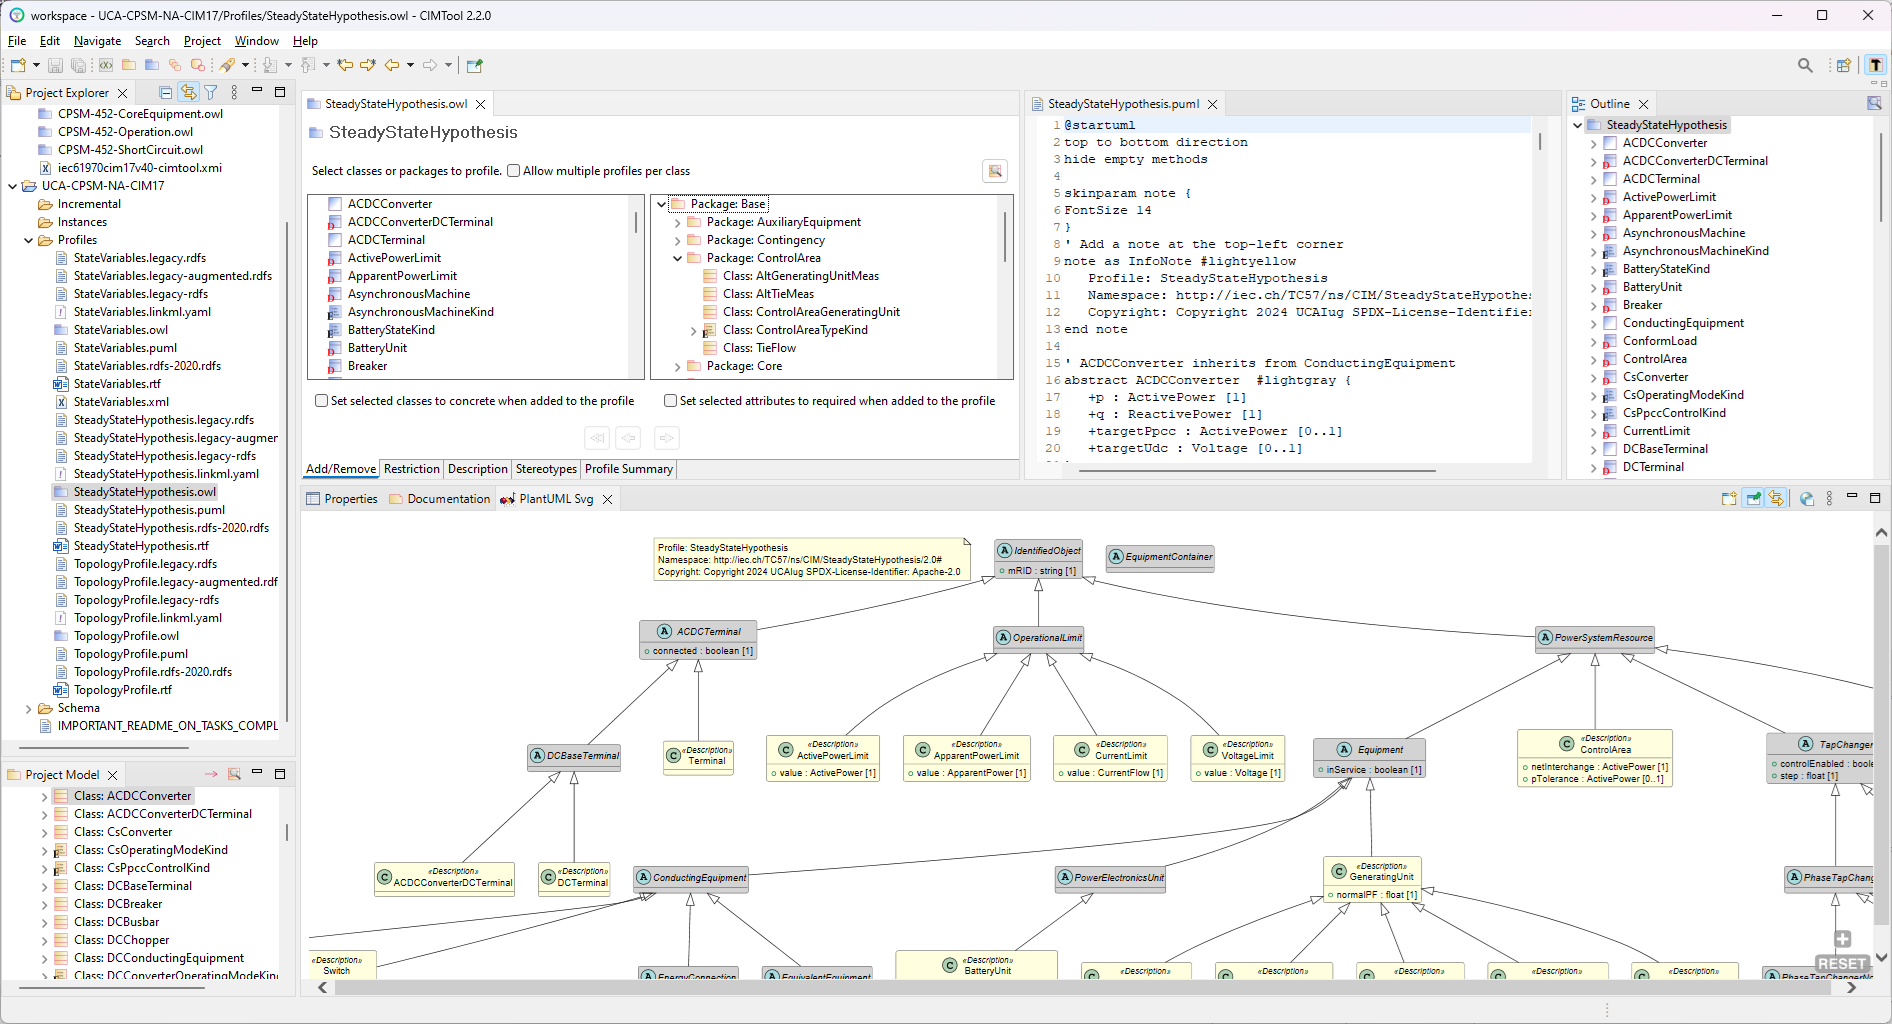 workspace - UCA-CPSM-NA-CIM17/Profiles/SteadyStateHypothesis.owl - CIMTool 2.2.0
File Edit Navigate Search Project Window Help
Project Explorer
CPSM-452-CoreEquipment.owl
CPSM-452-Operation.owl
CPSM-452-ShortCircuit.owl
iec61970cim17v40-cimtool.xmi
UCA-CPSM-NA-CIM17
Incremental
Instances
Profiles
StateVariables.legacy.rdfs
StateVariables.legacy-augmented.rdfs
StateVariables.legacy-rdfs
StateVariables.linkml.yaml
StateVariables.owl
StateVariables.puml
StateVariables.rdfs-2020.rdfs
StateVariables.rtf
StateVariables.xml
SteadyStateHypothesis.legacy.rdfs
SteadyStateHypothesis.legacy-augmen
SteadyStateHypothesis.legacy-rdfs
SteadyStateHypothesis.linkml.yaml
SteadyStateHypothesis.owl
SteadyStateHypothesis.puml
SteadyStateHypothesis.rdfs-2020.rdfs
SteadyStateHypothesis.rtf
TopologyProfile.legacy.rdfs
TopologyProfile.legacy-augmented.rdf
TopologyProfile.legacy-rdfs
TopologyProfile.linkml.yaml
TopologyProfile.owl
TopologyProfile.puml
TopologyProfile.rdfs-2020.rdfs
TopologyProfile.rtf
Schema
IMPORTANT_README_ON_TASKS_COMPL
Project Model
Class: ACDCConverter
Class: ACDCConverterDCTerminal
Class: CsConverter
Class: CsOperatingModeKind
Class: CsPpccControlKind
Class: DCBaseTerminal
Class: DCBreaker
Class: DCBusbar
Class: DCChopper
Class: DCConductingEquipment
Class: DCConverterOperatingModeKin
SteadyStateHypothesis.owl
SteadyStateHypothesis
Select classes or packages to profile. Allow multiple profiles per class
ACDCConverter
ACDCConverterDCTerminal
ACDCTerminal
ActivePowerLimit
ApparentPowerLimit
AsynchronousMachine
AsynchronousMachineKind
BatteryStateKind
BatteryUnit
Breaker
Package: Base
Package: AuxiliaryEquipment
Package: Contingency
Package: ControlArea
Class: AltGeneratingUnitMeas
Class: AltTieMeas
Class: ControlAreaGeneratingUnit
Class: ControlAreaTypeKind
Class: TieFlow
Package: Core
Set selected classes to concrete when added to the profile
Set selected attributes to required when added to the profile
Add/Remove Restriction Description Stereotypes Profile Summary
SteadyStateHypothesis.puml
1 @startuml
2 top to bottom direction
3 hide empty methods
4
5 skinparam note {
6 FontSize 14
7 }
8 ' Add a note at the top-left corner
9 note as InfoNote #lightyellow
10 Profile: SteadyStateHypothesis
11 Namespace: http://iec.ch/TC57/ns/CIM/SteadyStateHypothes
12 Copyright: Copyright 2024 UCAIug SPDX-License-Identifier
13 end note
14
15 ' ACDCConverter inherits from ConductingEquipment
16 abstract ACDCConverter #lightgray {
17 +p : ActivePower [1]
18 +q : ReactivePower [1]
19 +targetPpcc : ActivePower [0..1]
20 +targetUdc : Voltage [0..1]
Outline
SteadyStateHypothesis
ACDCConverter
ACDCConverterDCTerminal
ACDCTerminal
ActivePowerLimit
ApparentPowerLimit
AsynchronousMachine
AsynchronousMachineKind
BatteryStateKind
BatteryUnit
Breaker
ConductingEquipment
ConformLoad
ControlArea
CsConverter
CsOperatingModeKind
CsPpccControlKind
CurrentLimit
DCBaseTerminal
DCTerminal
Properties Documentation PlantUML Svg
Profile: SteadyStateHypothesis
Namespace: http://iec.ch/TC57/ns/CIM/SteadyStateHypothesis/2.0#
Copyright: Copyright 2024 UCAIug SPDX-License-Identifier: Apache-2.0
A IdentifiedObject
mRID : string [1]
A EquipmentContainer
A ACDCTerminal
connected : boolean [1]
A OperationalLimit
A PowerSystemResource
A DCBaseTerminal
C «Description»
Terminal
C «Description»
ActivePowerLimit
value : ActivePower [1]
C «Description»
ApparentPowerLimit
value : ApparentPower [1]
C «Description»
CurrentLimit
value : CurrentFlow [1]
C «Description»
VoltageLimit
value : Voltage [1]
A Equipment
inService : boolean [1]
C «Description»
ControlArea
netInterchange : ActivePower [1]
pTolerance : ActivePower [0..1]
A TapChanger
controlEnabled : boole
step : float [1]
C «Description»
ACDCConverterDCTerminal
C «Description»
DCTerminal
A ConductingEquipment
A PowerElectronicsUnit
C «Description»
GeneratingUnit
normalPF : float [1]
A PhaseTapChang
«Description»
Switch
A EnergyConnection
A EquivalentEquipment
C «Description»
BatteryUnit
C «Description»
C «Description»
C «Description»
C «Description»
C «Description»
A PhaseTapChangerNo
RESET